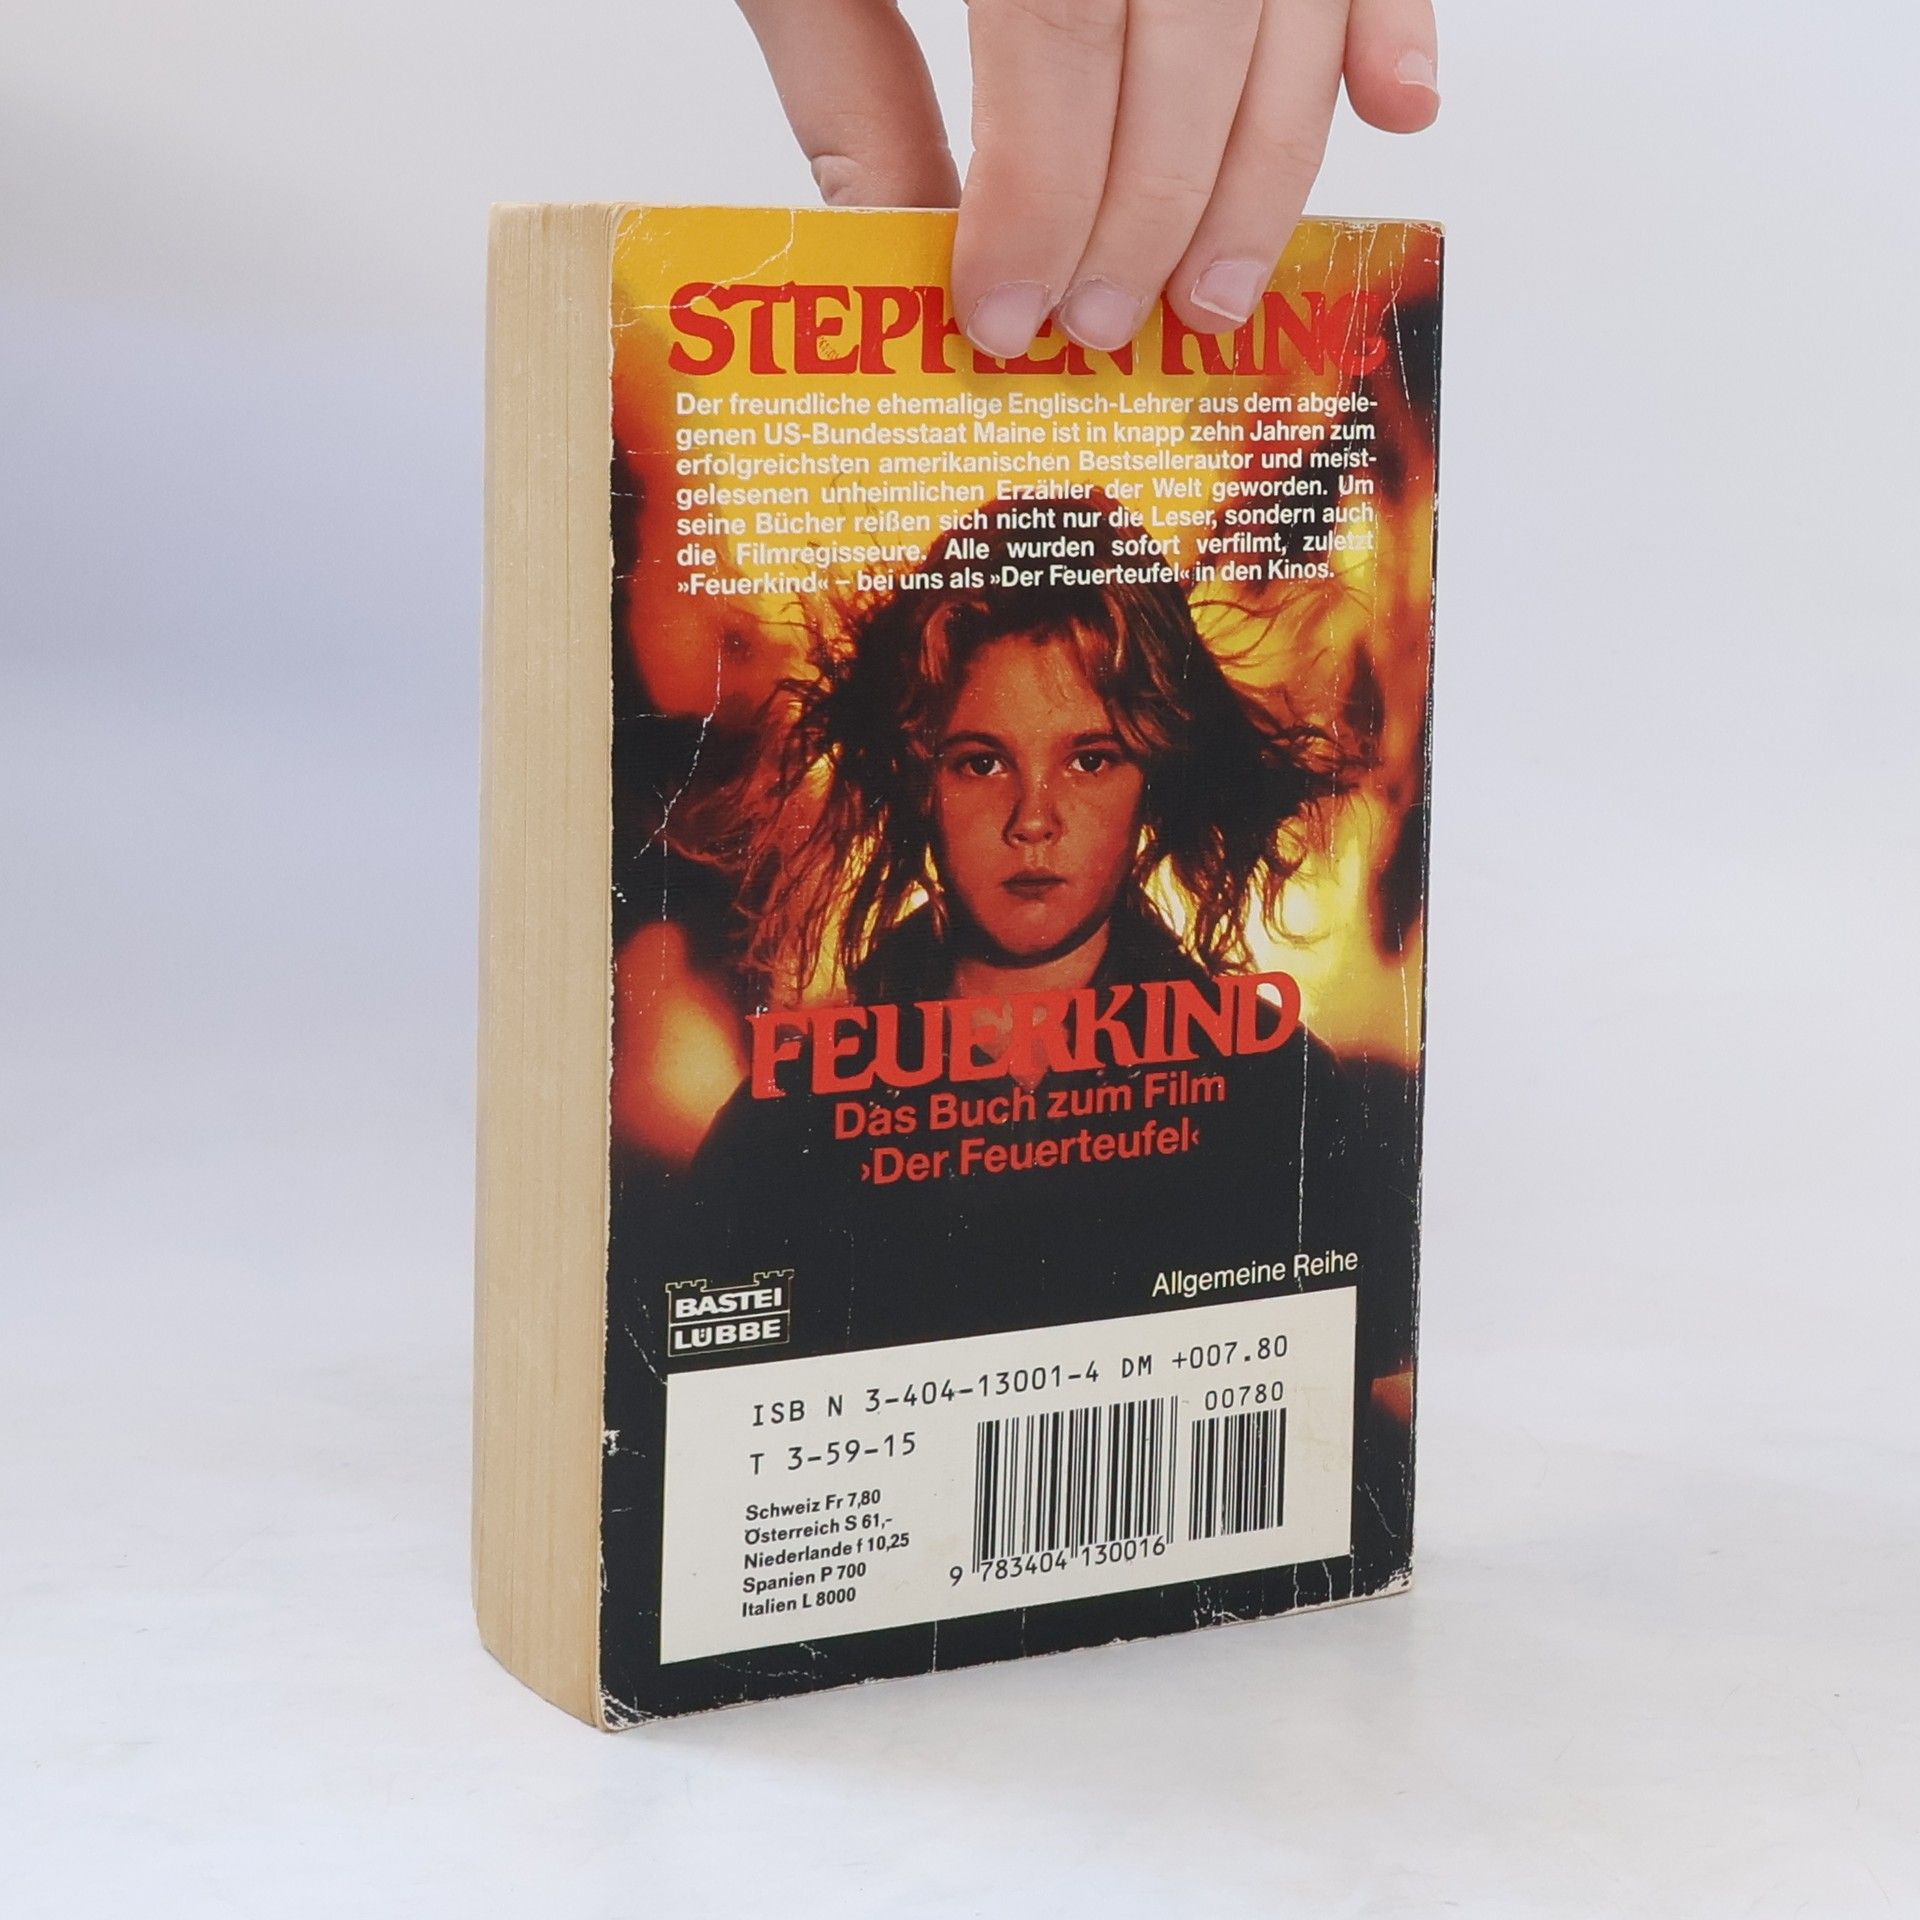 STEPHEN KING
Der freundliche ehemalige Englisch-Lehrer aus dem abgele-
genen US-Bundesstaat Maine ist in knapp zehn Jahren zum
erfolgreichsten amerikanischen Bestsellerautor und meist-
gelesenen unheimlichen Erzähler der Welt geworden. Um
seine Bücher reißen sich nicht nur die Leser, sondern auch
die Filmregisseure. Alle wurden sofort verfilmt, zuletzt
»Feuerkind« – bei uns als »Der Feuerteufel« in den Kinos.
FEUERKIND
Das Buch zum Film
›Der Feuerteufel‹
Allgemeine Reihe
BASTEI
LÜBBE
ISB N 3-404-13001-4 DM +007.80
00780
T 3-59-15
Schweiz Fr 7,80
Österreich S 61,-
Niederlande f 10,25
Spanien P 700
Italien L 8000
9 783404 130016